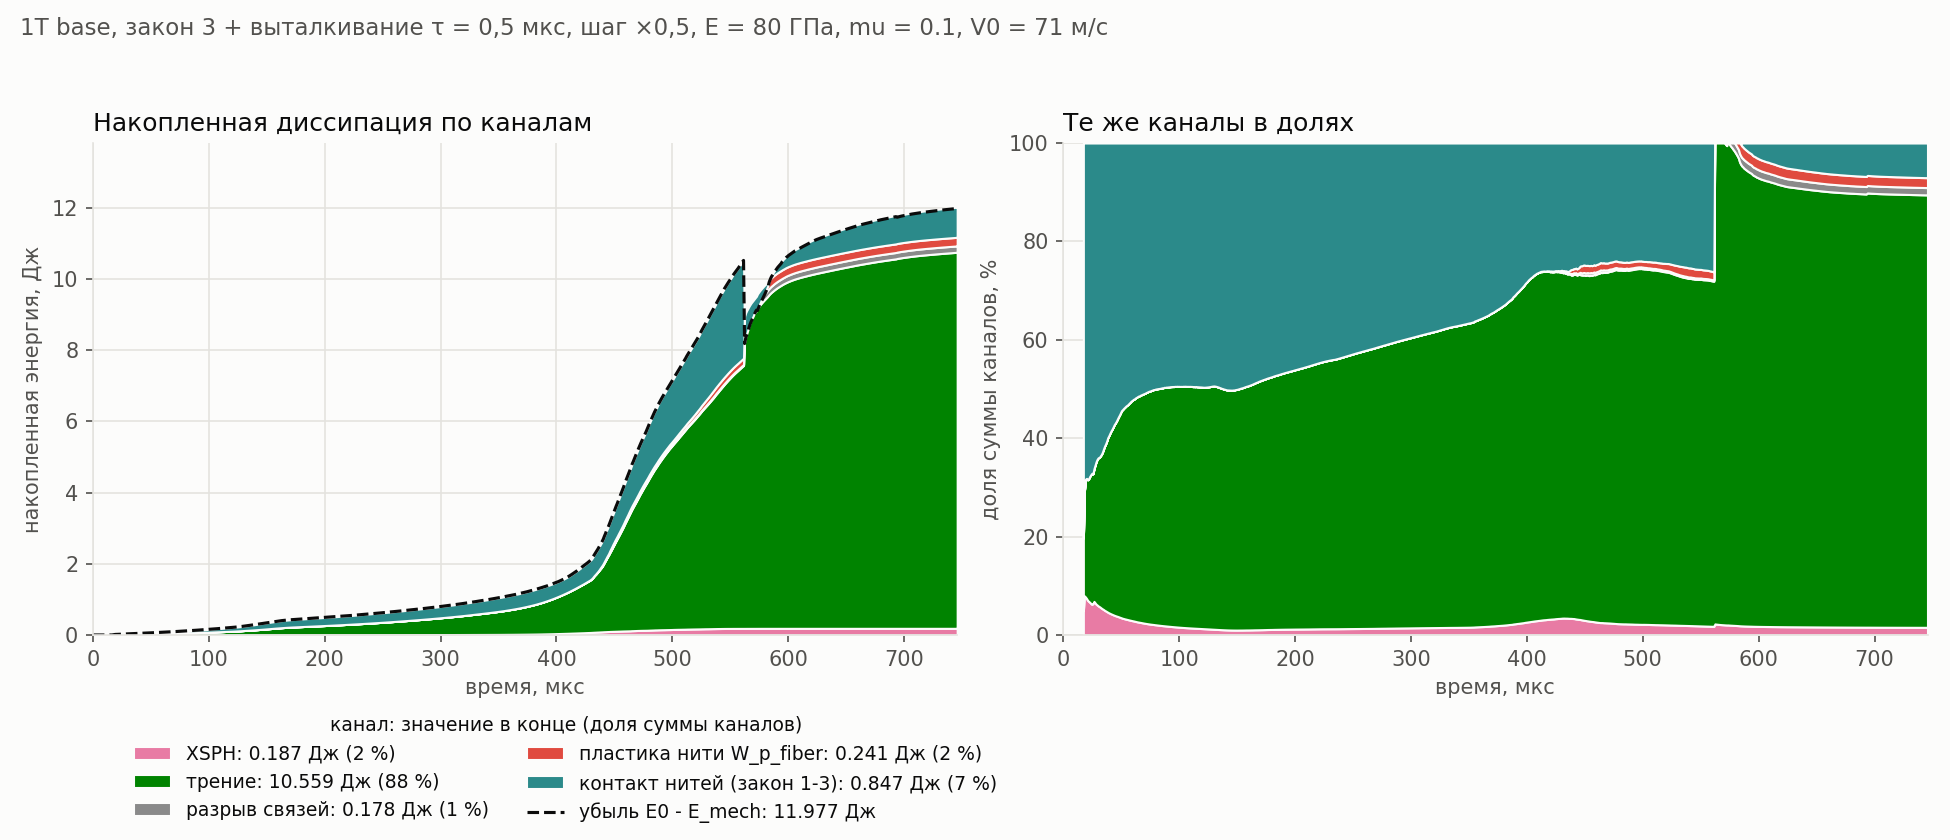 1T base, закон 3 + выталкивание τ = 0,5 мкс, шаг ×0,5, E = 80 ГПа, mu = 0.1, V0 = 71 м/с
Накопленная диссипация по каналам
накопленная энергия, Дж
12
10
8
6
4
2
0
0 100 200 300 400 500 600 700
время, мкс
Те же каналы в долях
доля суммы каналов, %
100
80
60
40
20
0
0 100 200 300 400 500 600 700
время, мкс
канал: значение в конце (доля суммы каналов)
XSPH: 0.187 Дж (2 %)
трение: 10.559 Дж (88 %)
разрыв связей: 0.178 Дж (1 %)
пластика нити W_p_fiber: 0.241 Дж (2 %)
контакт нитей (закон 1-3): 0.847 Дж (7 %)
убыль E0 - E_mech: 11.977 Дж